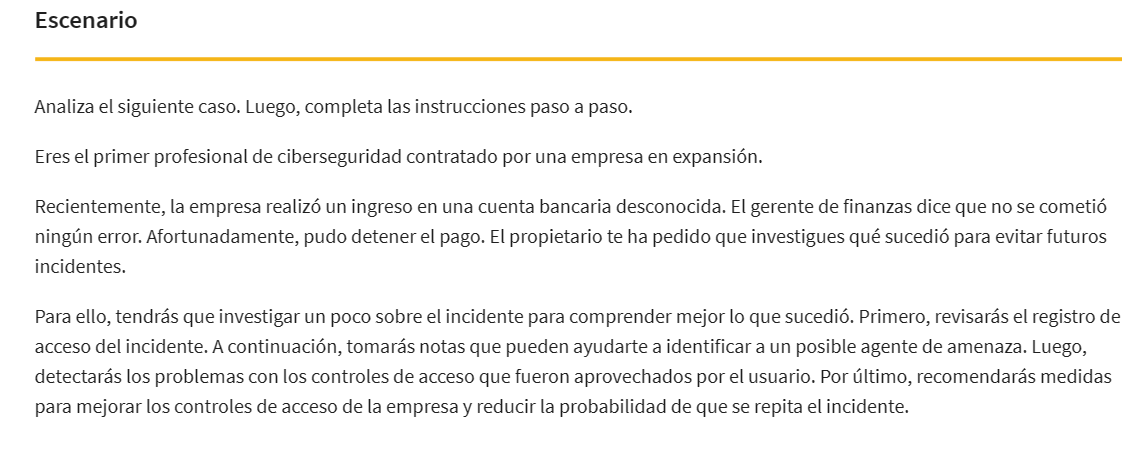 Escenario
Analiza el siguiente caso. Luego, completa las instrucciones paso a paso.
Eres el primer profesional de ciberseguridad contratado por una empresa en expansión.
Recientemente, la empresa realizó un ingreso en una cuenta bancaria desconocida. El gerente de finanzas dice que no se cometió
ningún error. Afortunadamente, pudo detener el pago. El propietario te ha pedido que investigues qué sucedió para evitar futuros
incidentes.
Para ello, tendrás que investigar un poco sobre el incidente para comprender mejor lo que sucedió. Primero, revisarás el registro de
acceso del incidente. A continuación, tomarás notas que pueden ayudarte a identificar a un posible agente de amenaza. Luego,
detectarás los problemas con los controles de acceso que fueron aprovechados por el usuario. Por último, recomendarás medidas
para mejorar los controles de acceso de la empresa y reducir la probabilidad de que se repita el incidente.